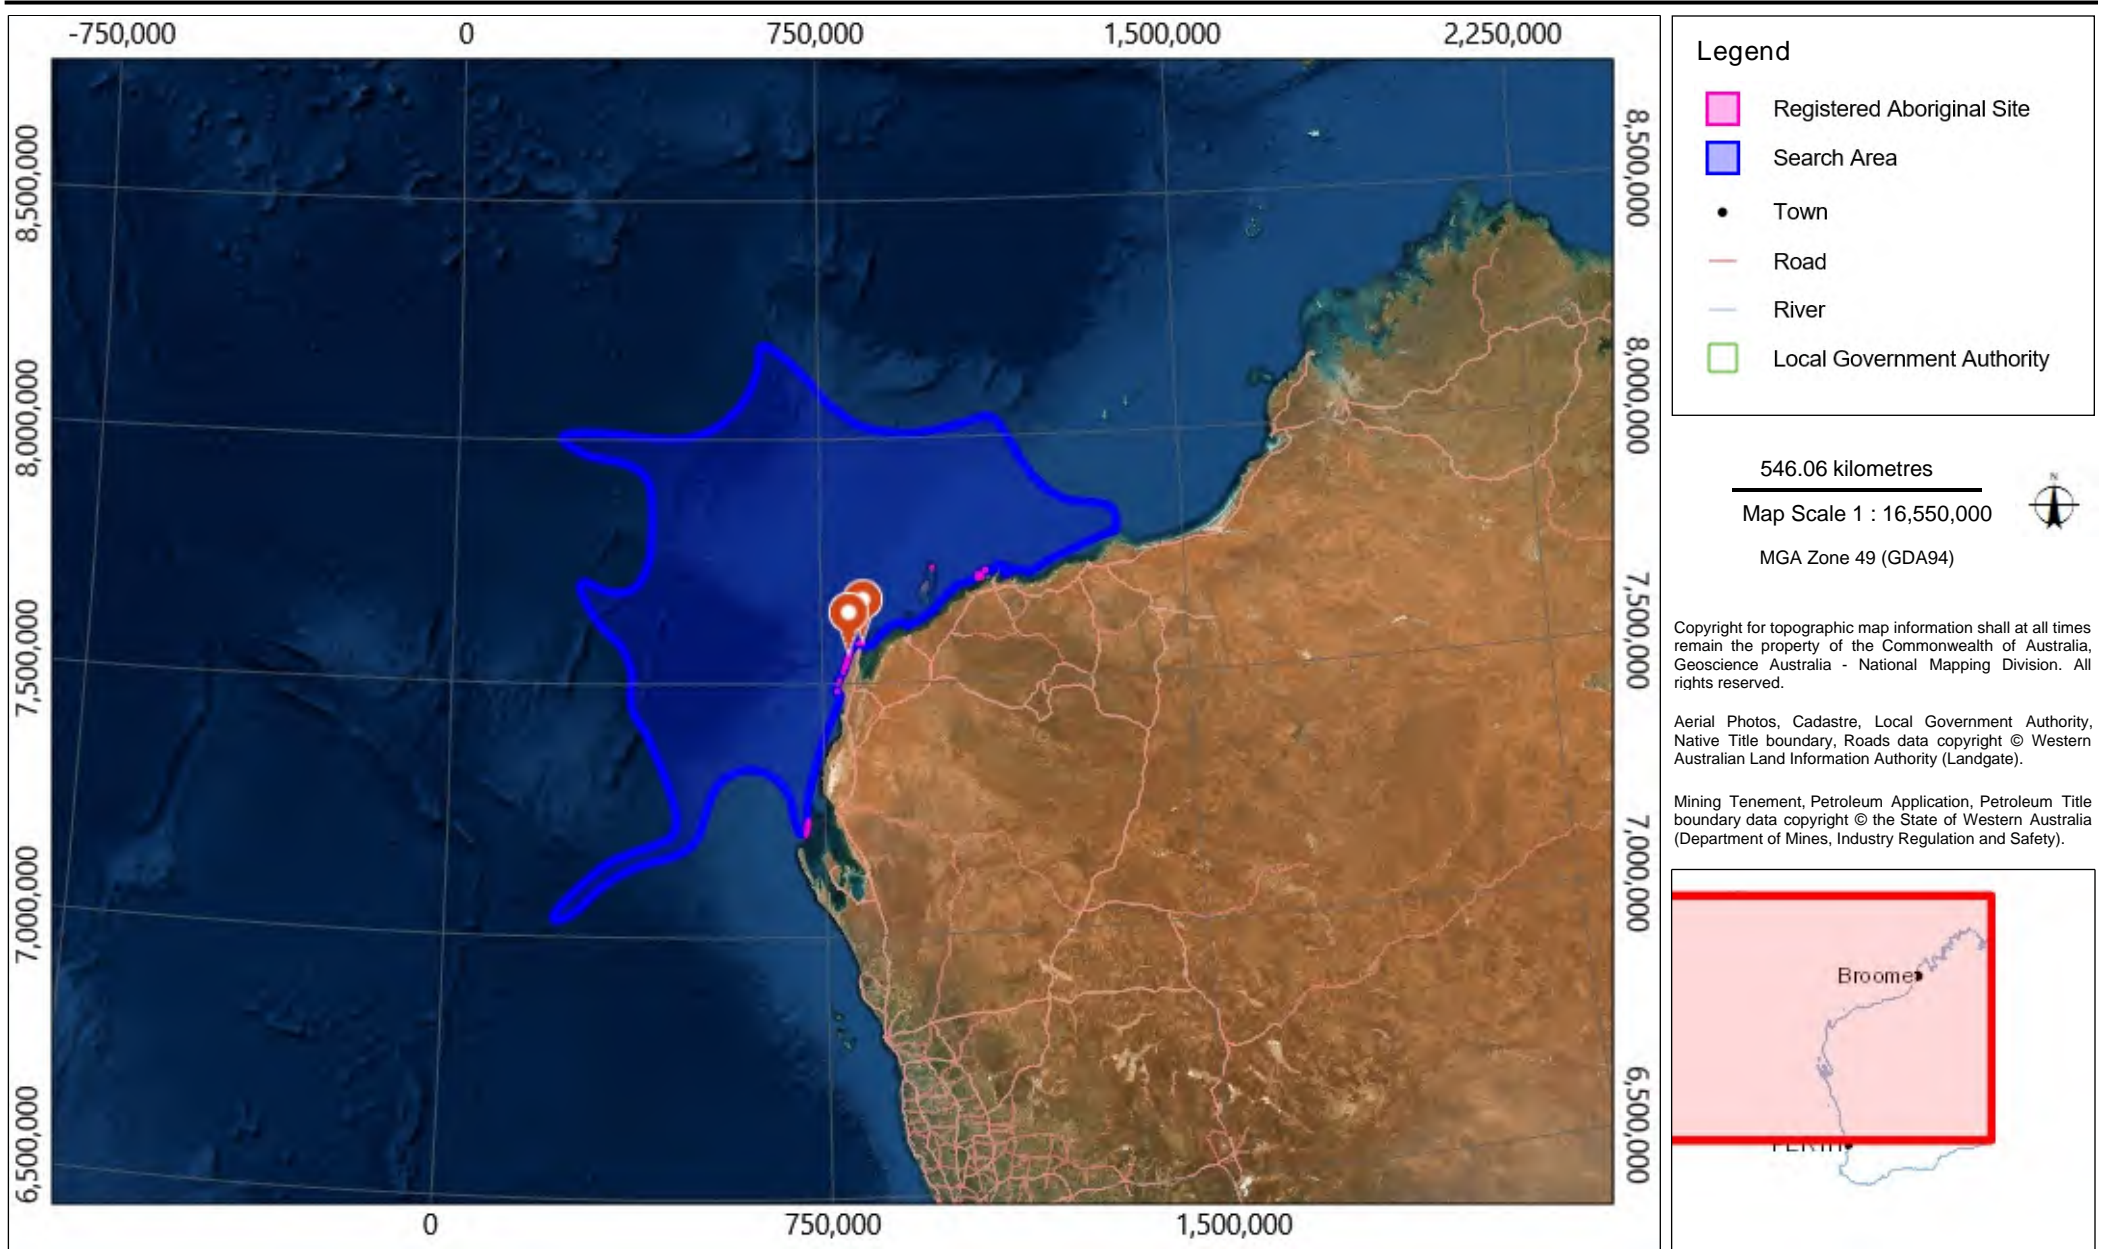 -750,000 0 750,000 1,500,000 2,250,000
8,500,000
8,000,000
7,500,000
7,000,000
6,500,000
8,500,000
8,000,000
7,500,000
7,000,000
6,500,000
0 750,000 1,500,000
Legend
Registered Aboriginal Site
Search Area
Town
Road
River
Local Government Authority
546.06 kilometres
Map Scale 1 : 16,550,000
MGA Zone 49 (GDA94)
N
Copyright for topographic map information shall at all times
remain the property of the Commonwealth of Australia,
Geoscience Australia - National Mapping Division. All
rights reserved.
Aerial Photos, Cadastre, Local Government Authority,
Native Title boundary, Roads data copyright © Western
Australian Land Information Authority (Landgate).
Mining Tenement, Petroleum Application, Petroleum Title
boundary data copyright © the State of Western Australia
(Department of Mines, Industry Regulation and Safety).
Broome
PERTH